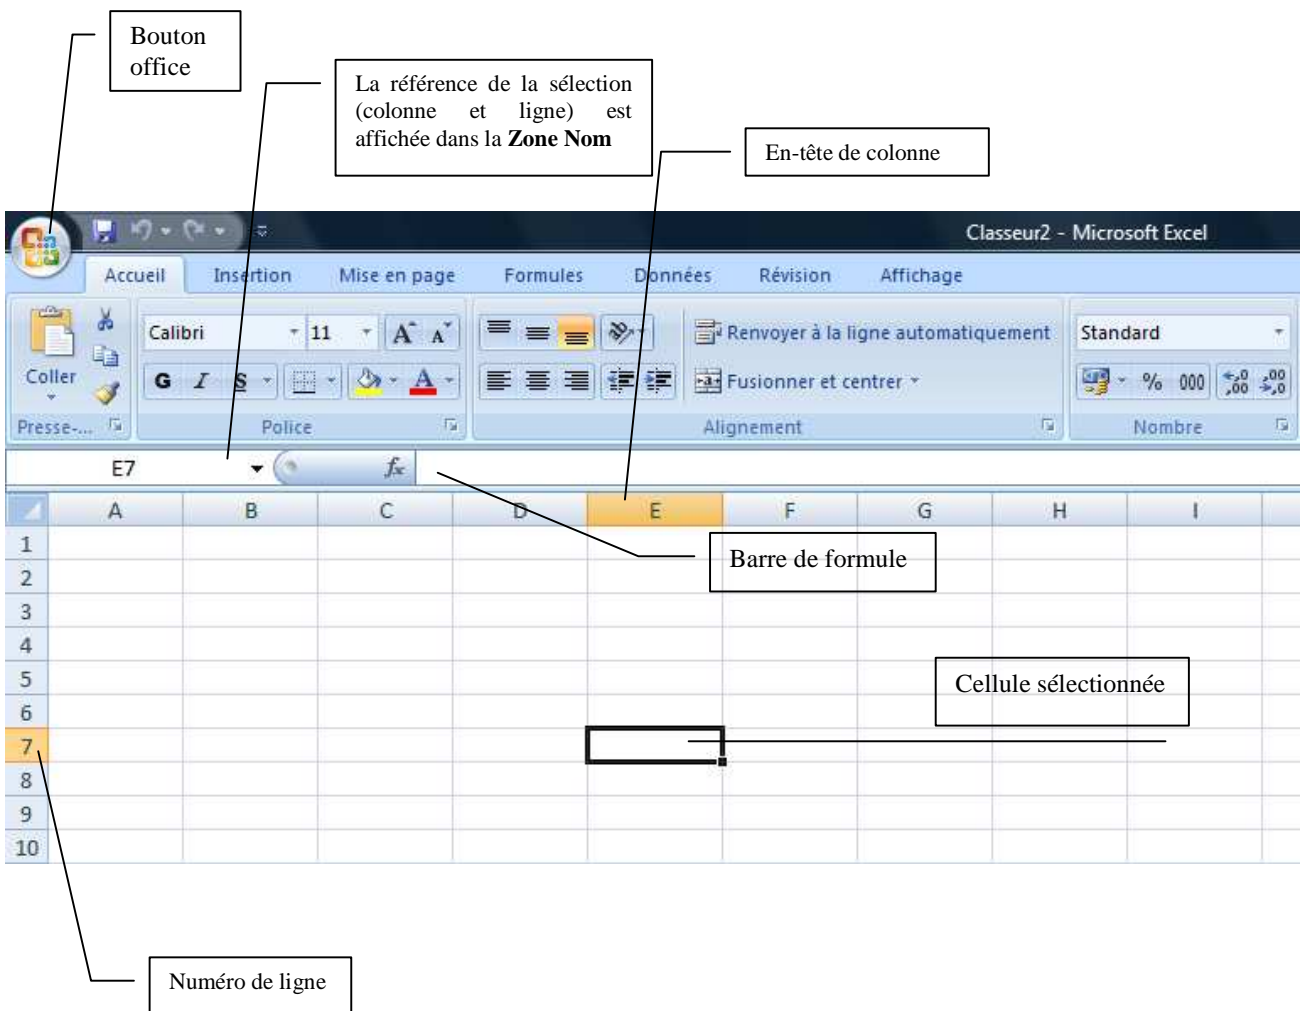 Bouton
office
La référence de la sélection
(colonne et ligne) est
affichée dans la Zone Nom
En-tête de colonne
Classeur2 - Microsoft Excel
Accueil Insertion Mise en page Formules Données Révision Affichage
Calibri 11 A A Renvoyer à la ligne automatiquement Standard
Coller G I S A Fusionner et centrer % 000 ,00 ,00 ,0
Presse-... Police Alignement Nombre
E7 fx
A B C D E F G H I
1
Barre de formule
2
3
4
5
Cellule sélectionnée
6
7
8
9
10
Numéro de ligne